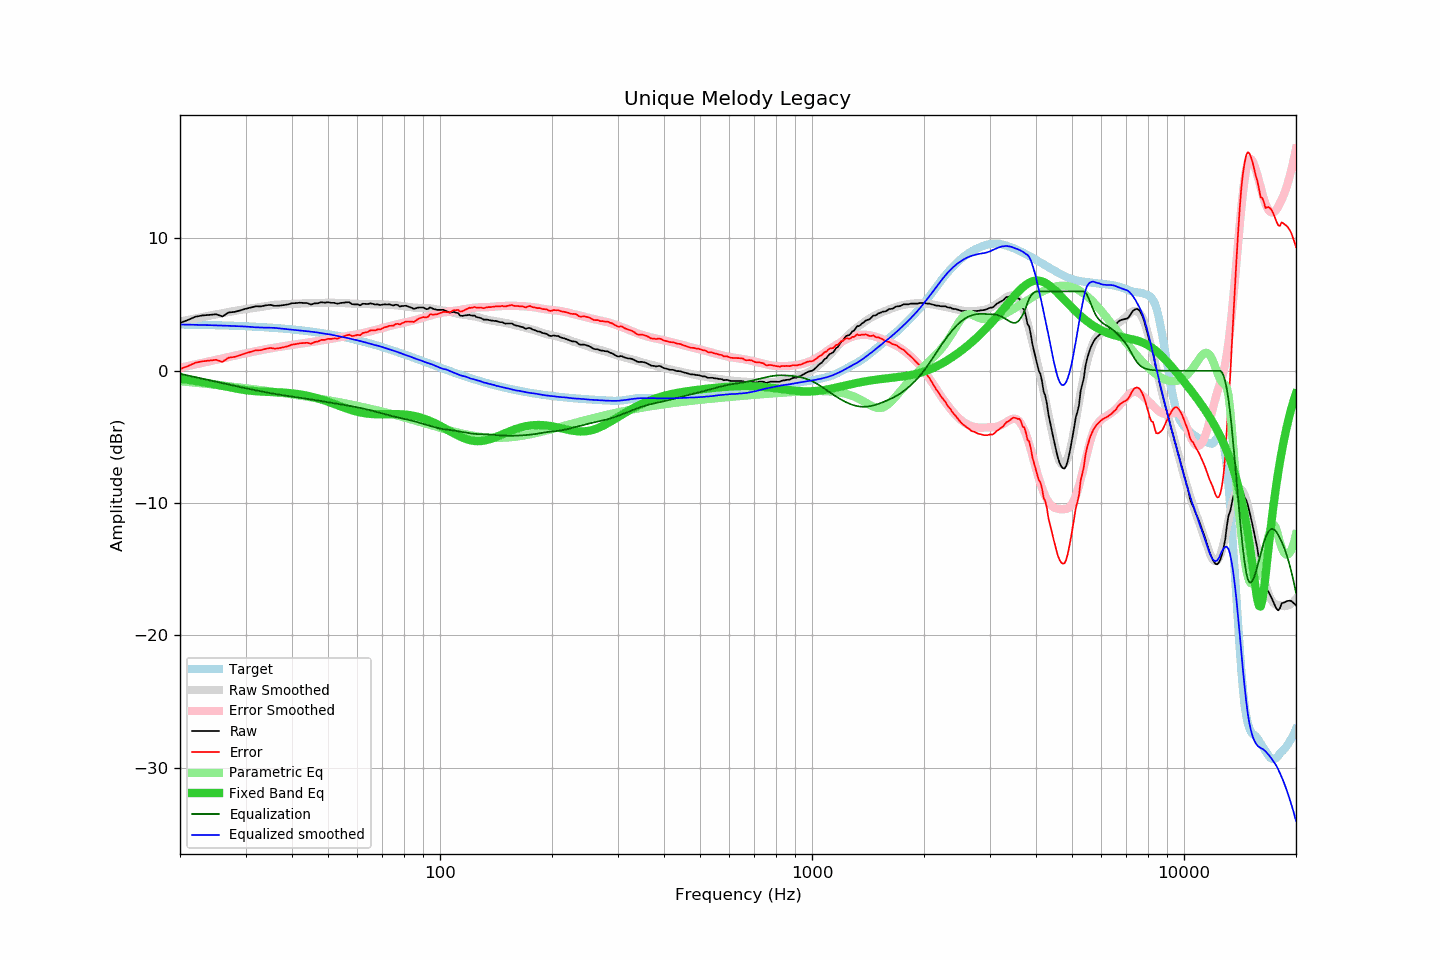 Unique Melody Legacy
Amplitude (dBr)
10
0
−10
−20
−30
Target
Raw Smoothed
Error Smoothed
Raw
Error
Parametric Eq
Fixed Band Eq
Equalization
Equalized smoothed
100
1000
10000
Frequency (Hz)